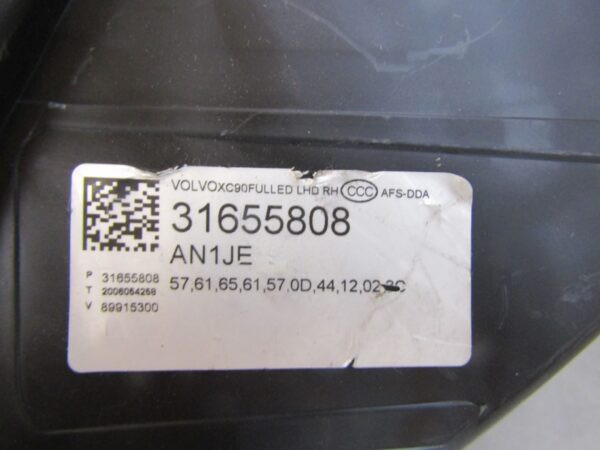 VOLVOXC90FULLED LHD RH CCC AFS-DDA
31655808
AN1JE
57,61,65,61,57,0D,44,12,02
P 31655808
T 2006054258
V 89915300